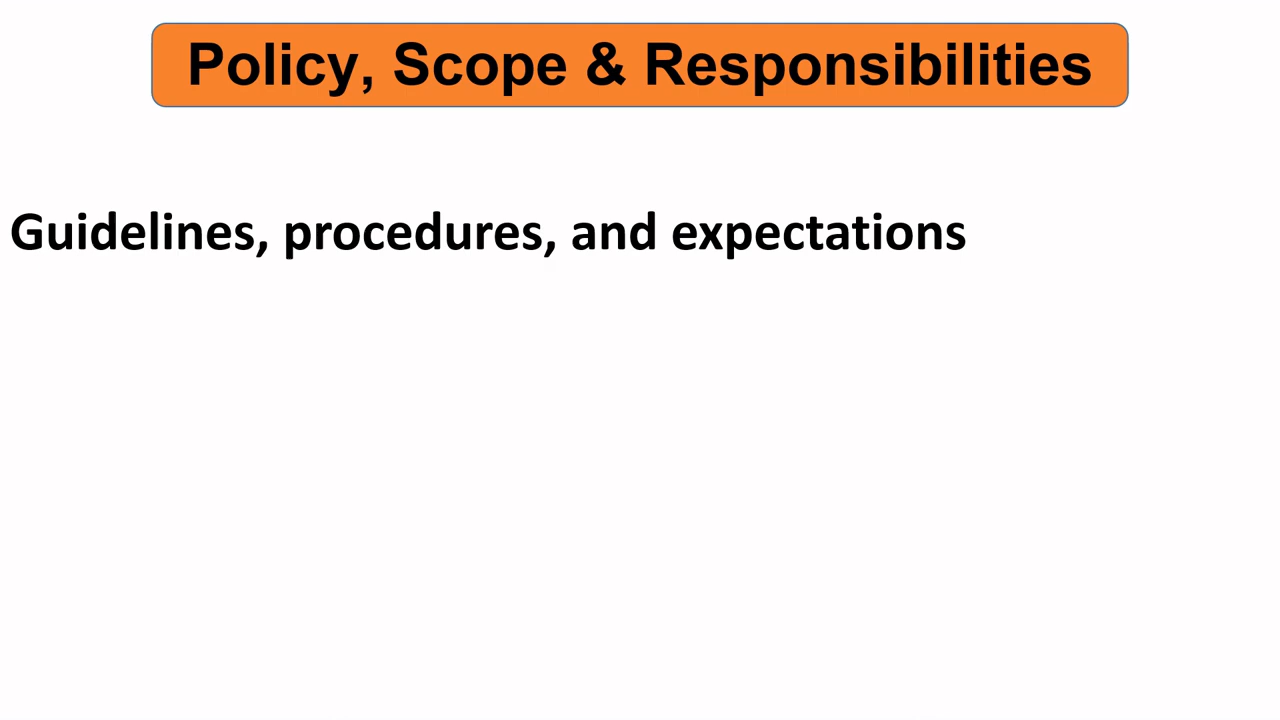 Policy, Scope & Responsibilities
Guidelines, procedures, and expectations